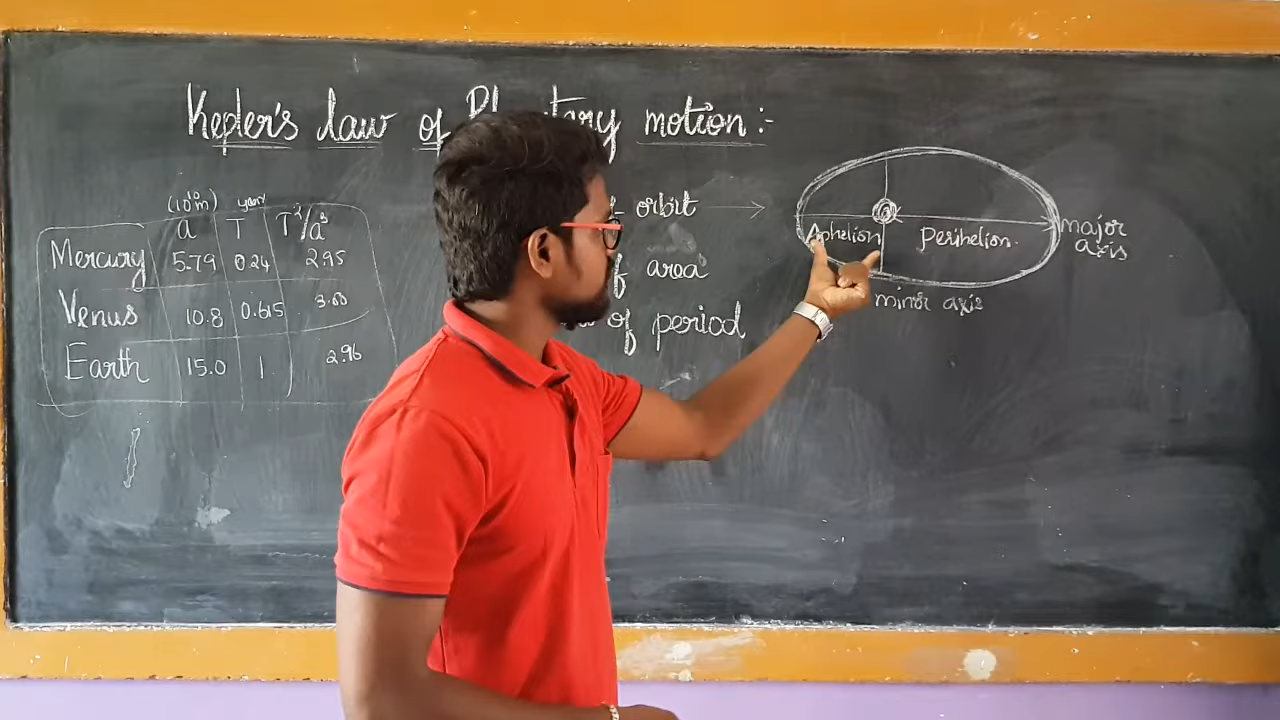 Kepler's law of Pl tary motion :-
(10¹⁰m) year
a T T²/a³
Mercury 5.79 0.24 2.95
Venus 10.8 0.615 3.00
Earth 15.0 1 2.96
orbit
of area
of period
Aphelion perihelion.
major
axis
minor axis